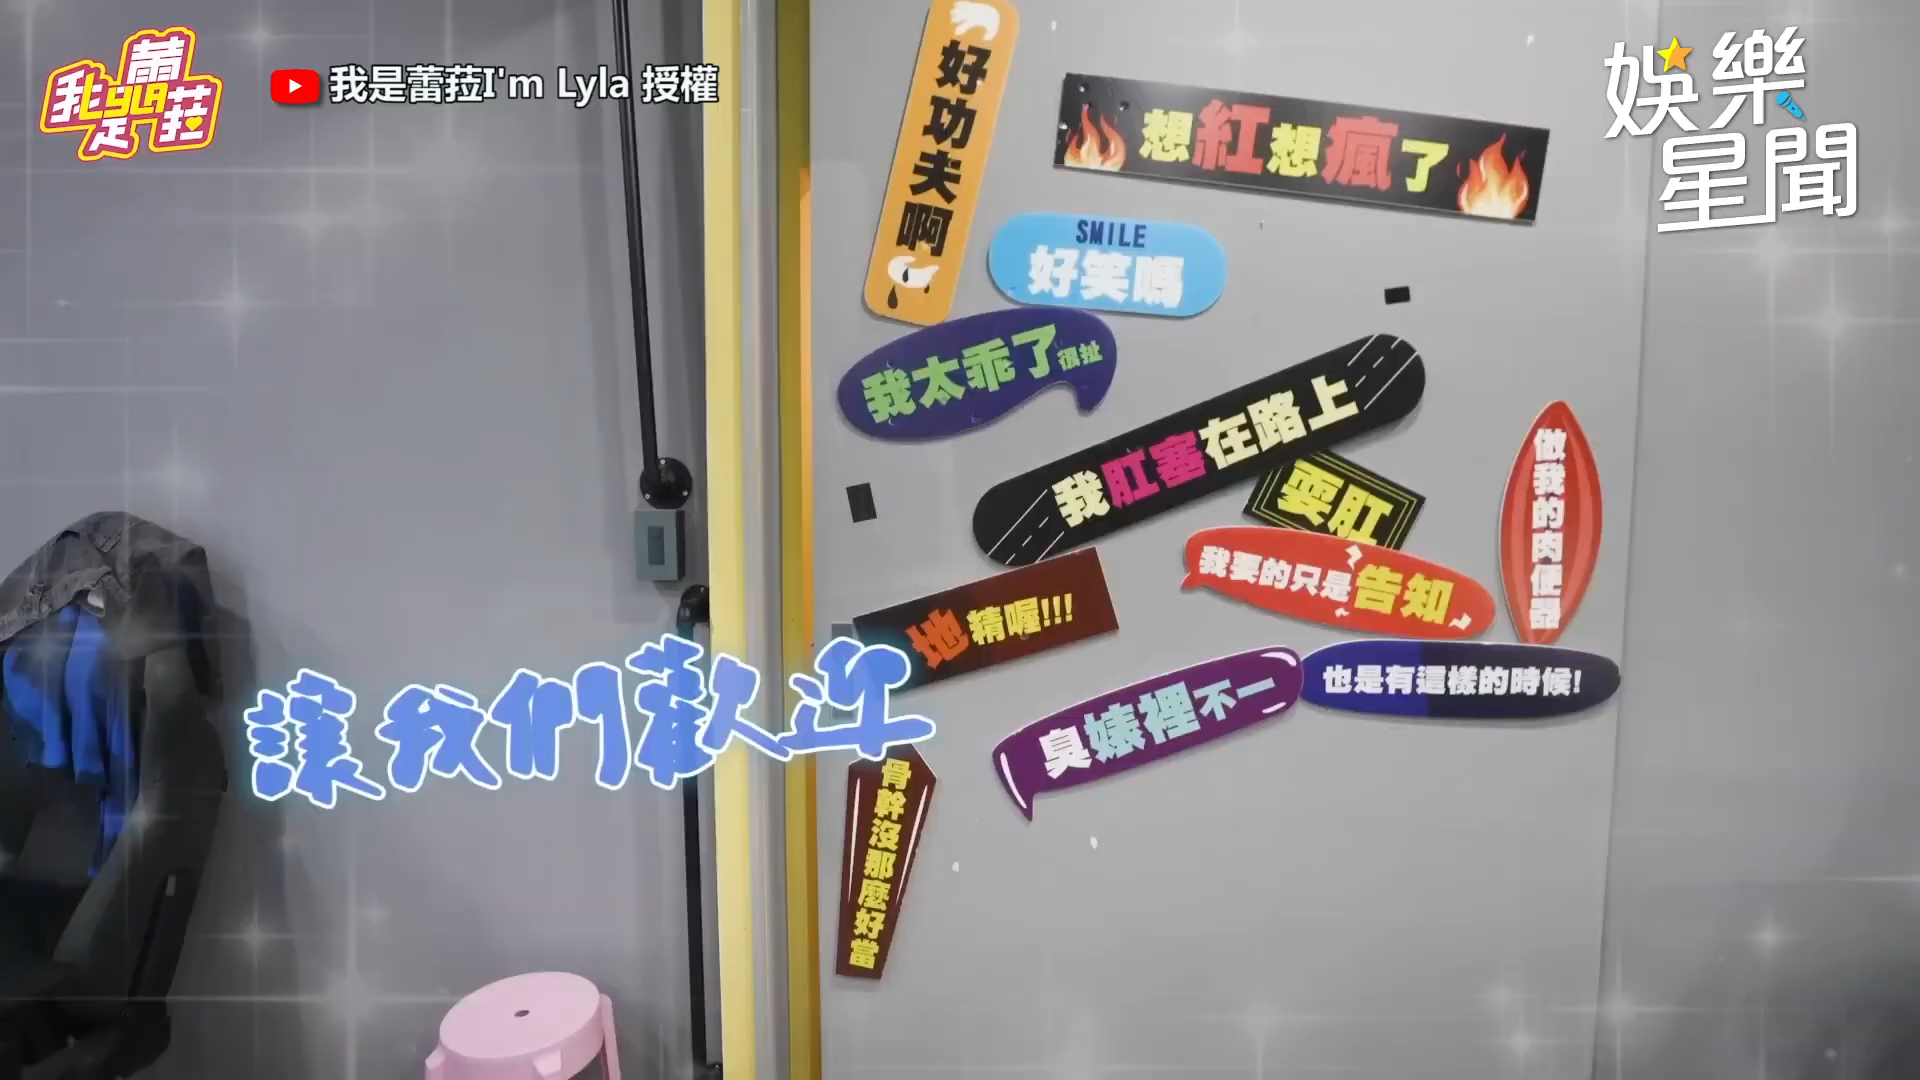 我是蕾菈
我是蕾菈I'm Lyla 授權
娛樂
星聞
好功夫啊
想紅想瘋了
SMILE
好笑嗎
我太乖了很扯
我肛塞在路上
耍肛
做我的肉便器
我要的只是告知
地精喔!!!
也是有這樣的時候!
臭婊裡不一
讓我們歡迎
骨幹沒那麼好當